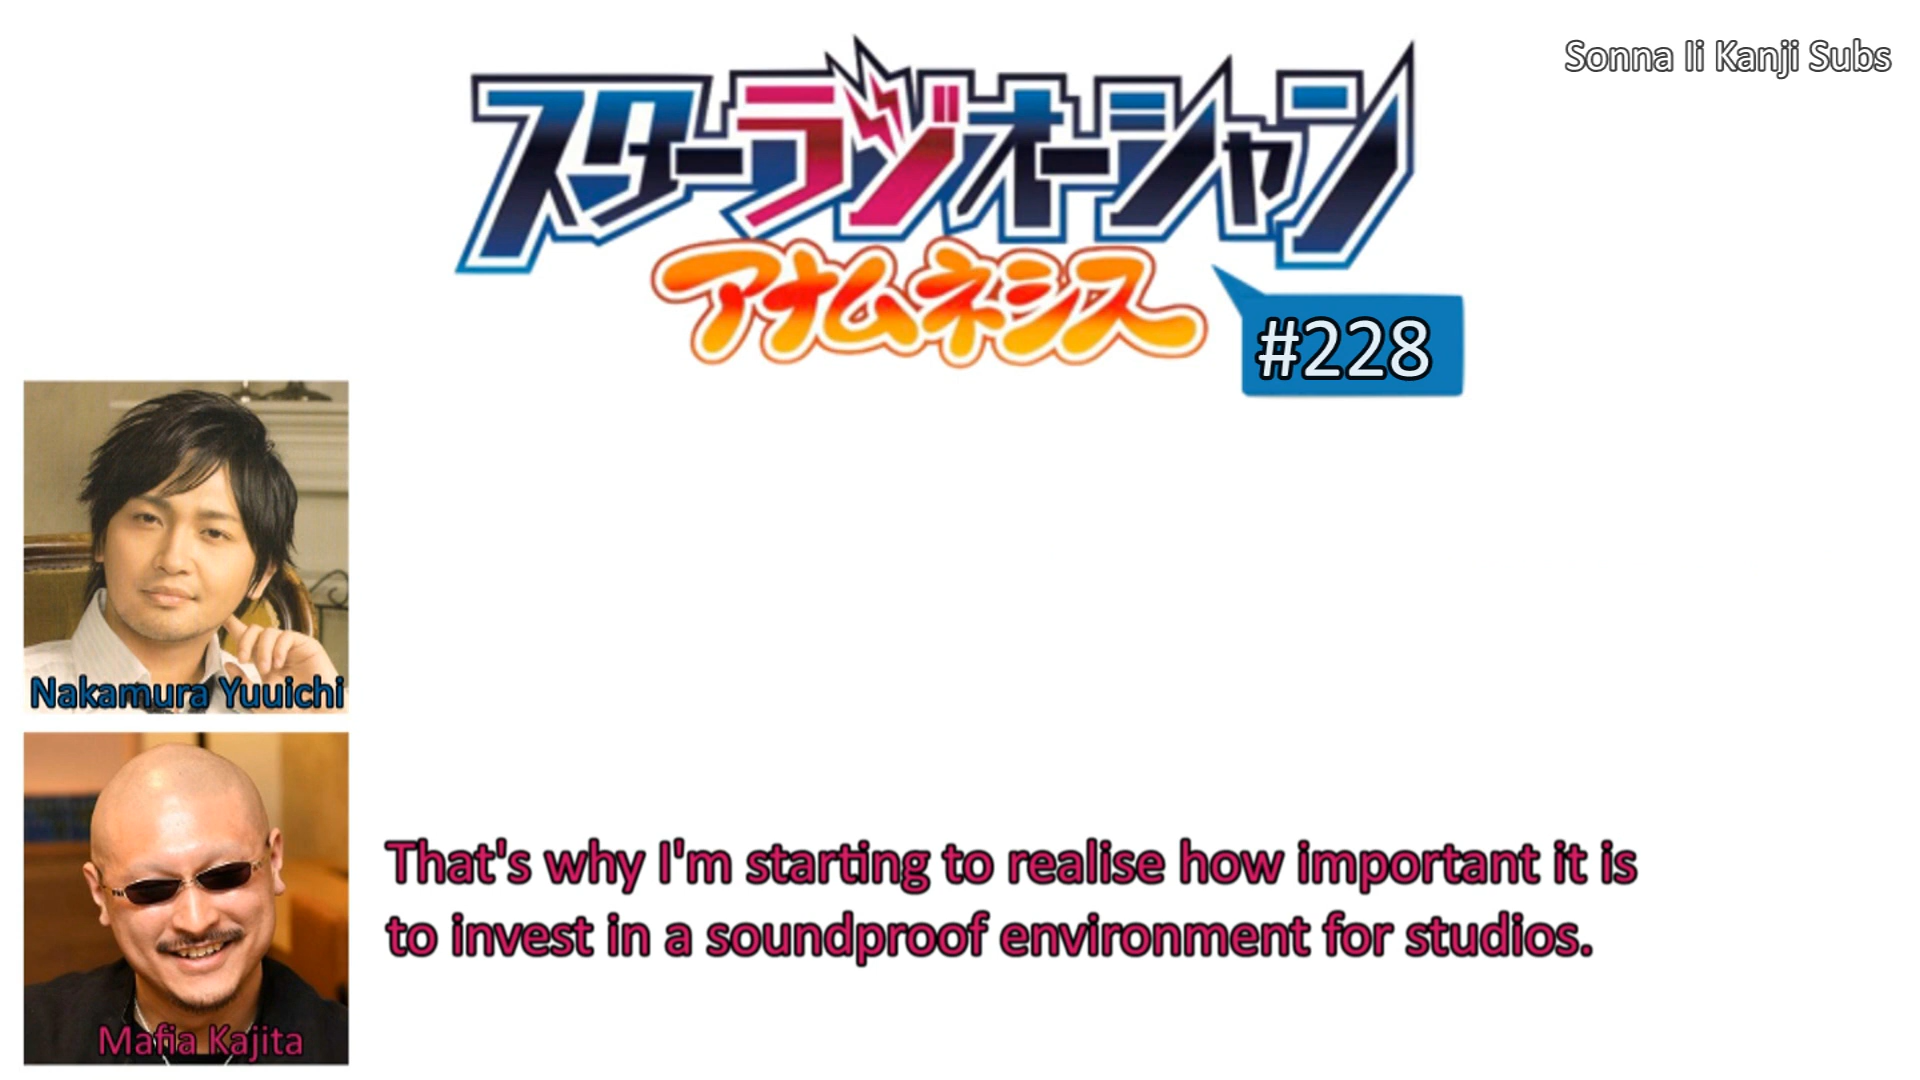 Sonna Ii Kanji Subs
スターラジオーシャン
アナムネシス
#228
Nakamura Yuuichi
That's why I'm starting to realise how important it is
to invest in a soundproof environment for studios.
Mafia Kajita